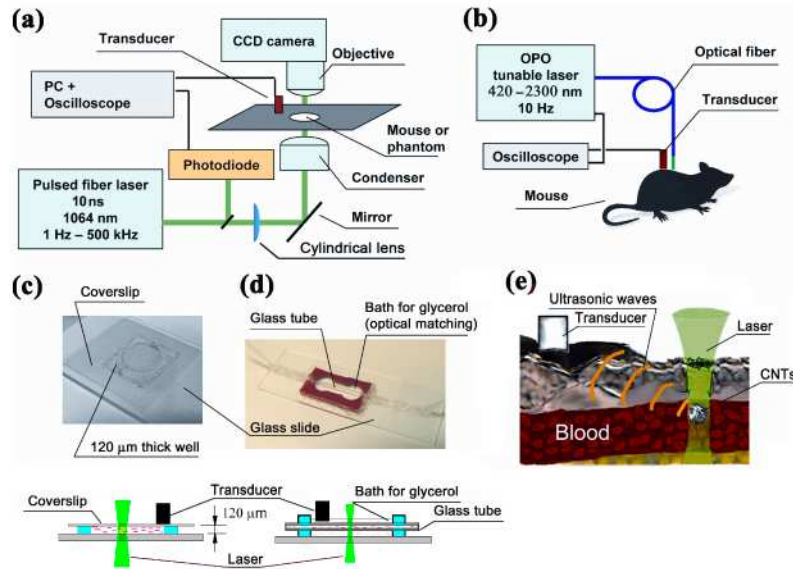 (a)
Transducer
CCD camera
Objective
PC +
Oscilloscope
Mouse or
phantom
Photodiode
Condenser
Pulsed fiber laser
10ns
1064 nm
1 Hz – 500 kHz
Mirror
Cylindrical lens
(b)
OPO
tunable laser
420 –2300 nm
10 Hz
Optical fiber
Transducer
Oscilloscope
Mouse
(c)
Coverslip
120 μm thick well
(d)
Glass tube
Bath for glycerol
(optical matching)
Glass slide
(e)
Ultrasonic waves
Transducer
Laser
CNTs
Blood
Coverslip
Transducer
120 μm
Laser
Bath for glycerol
Glass tube